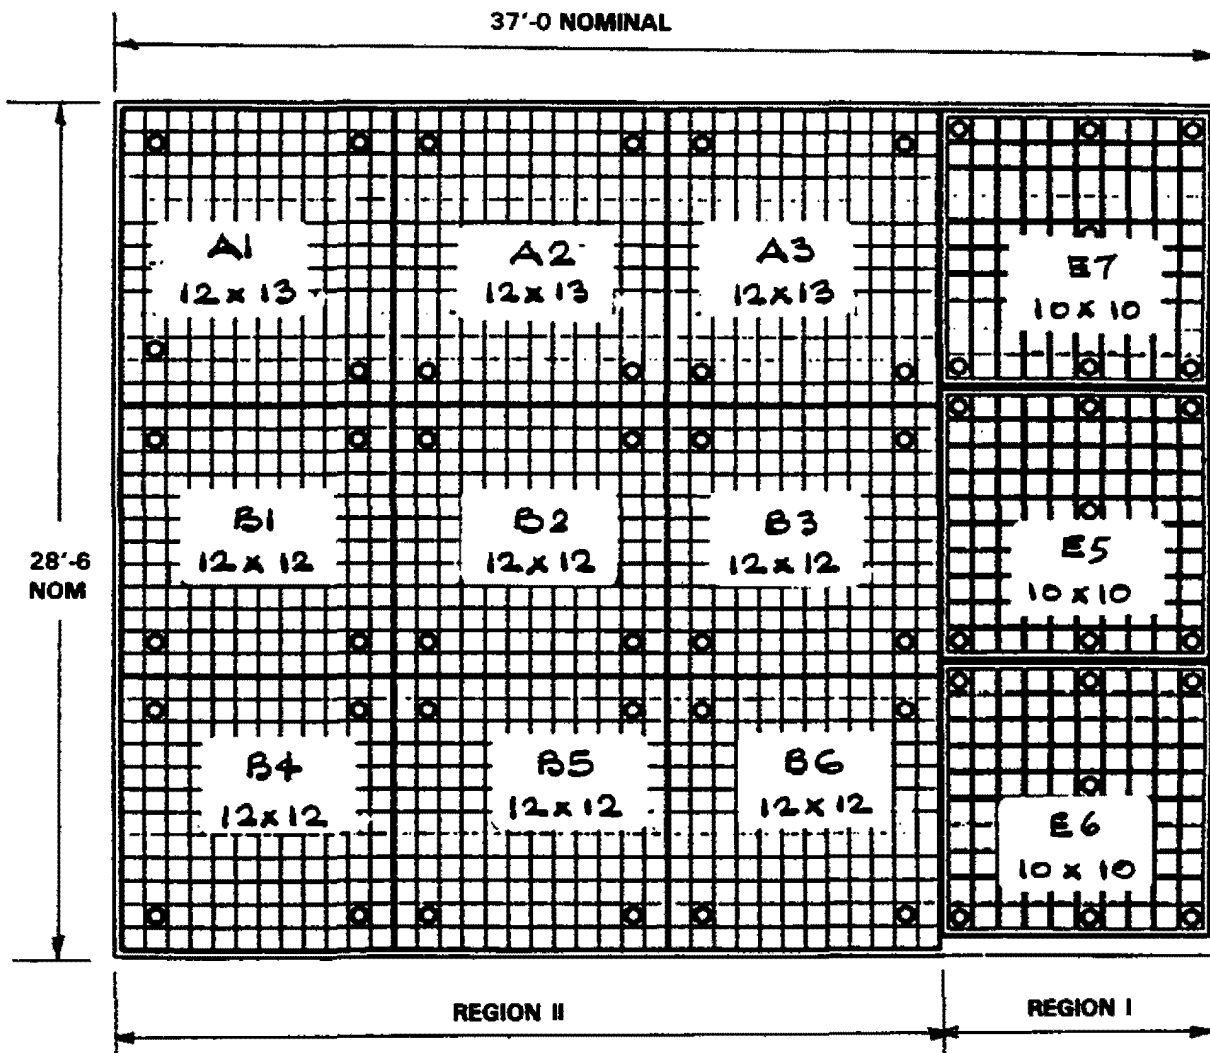 37'-0 NOMINAL
A1
12 x 13
A2
12 x 13
A3
12 x 13
E7
10 x 10
28'-6
NOM
B1
12 x 12
B2
12 x 12
B3
12 x 12
E5
10 x 10
B4
12 x 12
B5
12 x 12
B6
12 x 12
E6
10 x 10
REGION II
REGION I